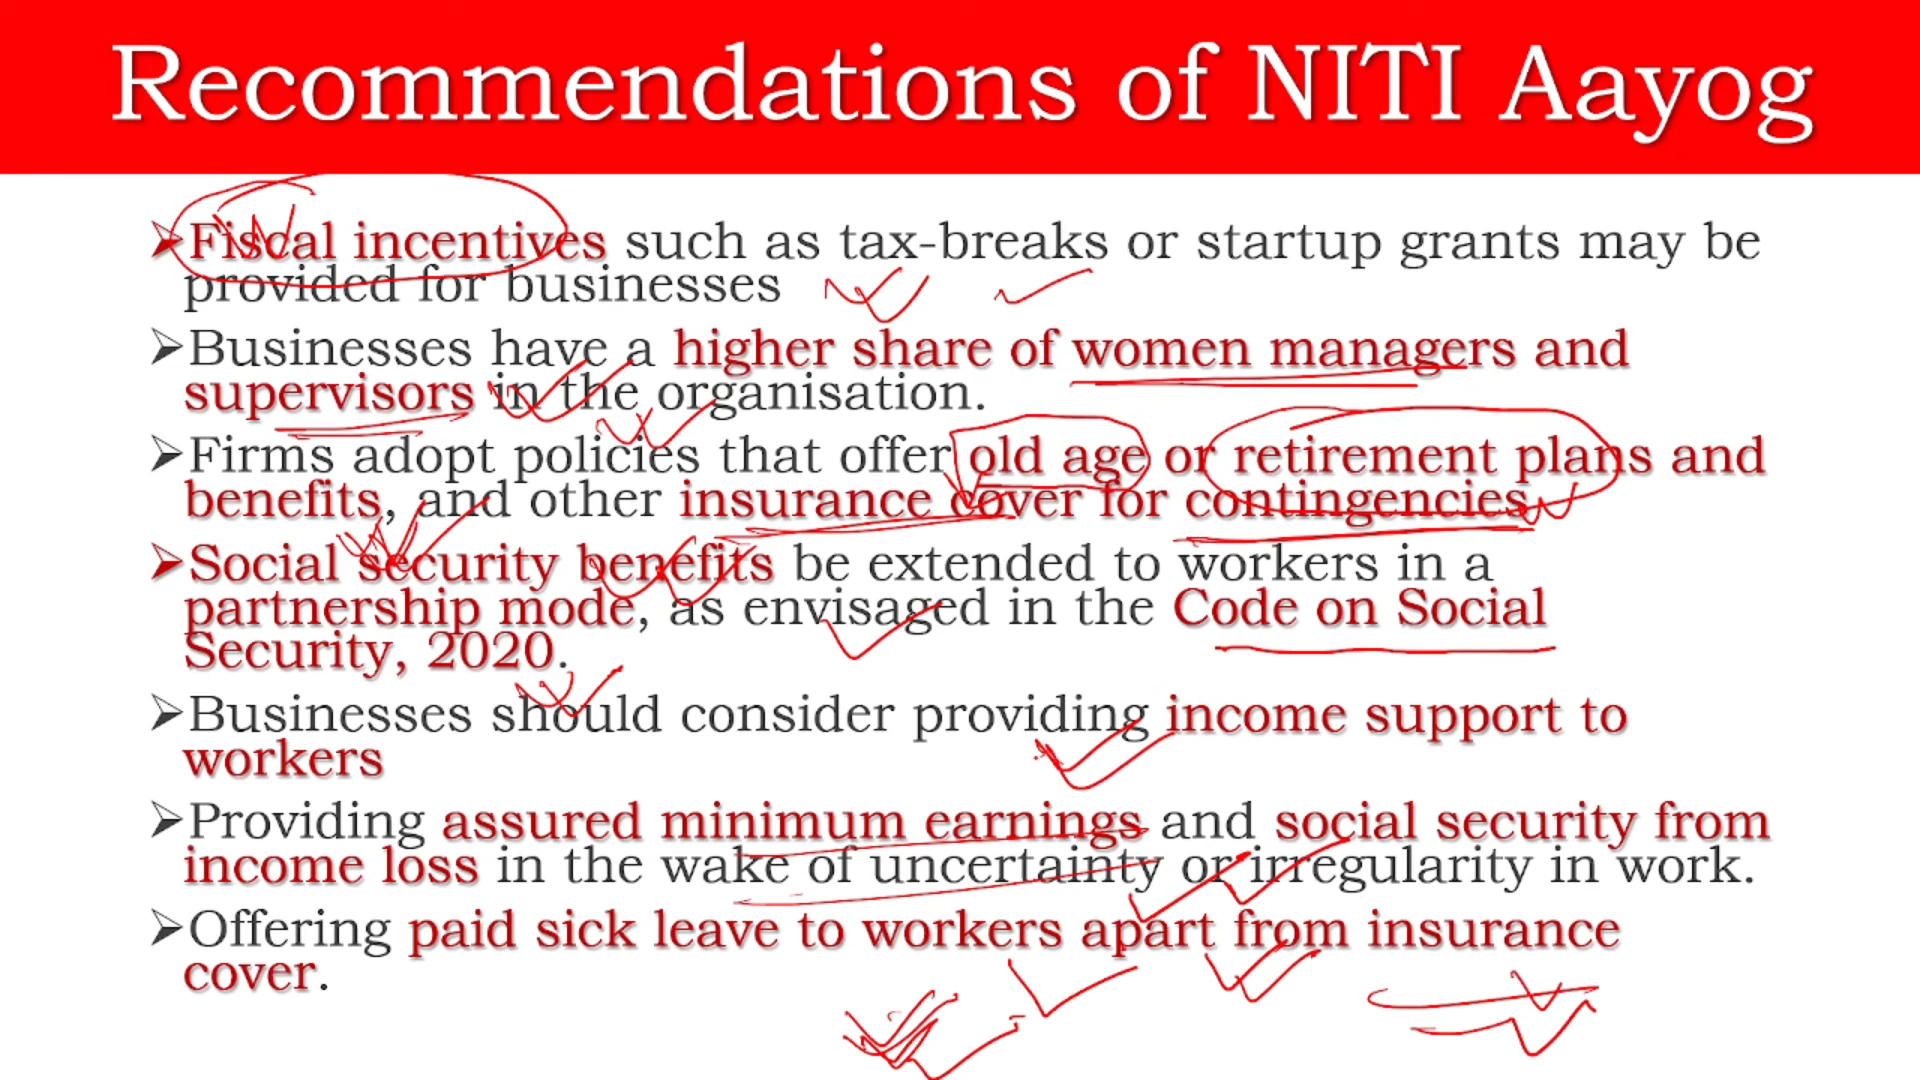 Recommendations of NITI Aayog
➢Fiscal incentives such as tax-breaks or startup grants may be
provided for businesses
➢Businesses have a higher share of women managers and
supervisors in the organisation.
➢Firms adopt policies that offer old age or retirement plans and
benefits, and other insurance cover for contingencies
➢Social security benefits be extended to workers in a
partnership mode, as envisaged in the Code on Social
Security, 2020.
➢Businesses should consider providing income support to
workers
➢Providing assured minimum earnings and social security from
income loss in the wake of uncertainty or irregularity in work.
➢Offering paid sick leave to workers apart from insurance
cover.